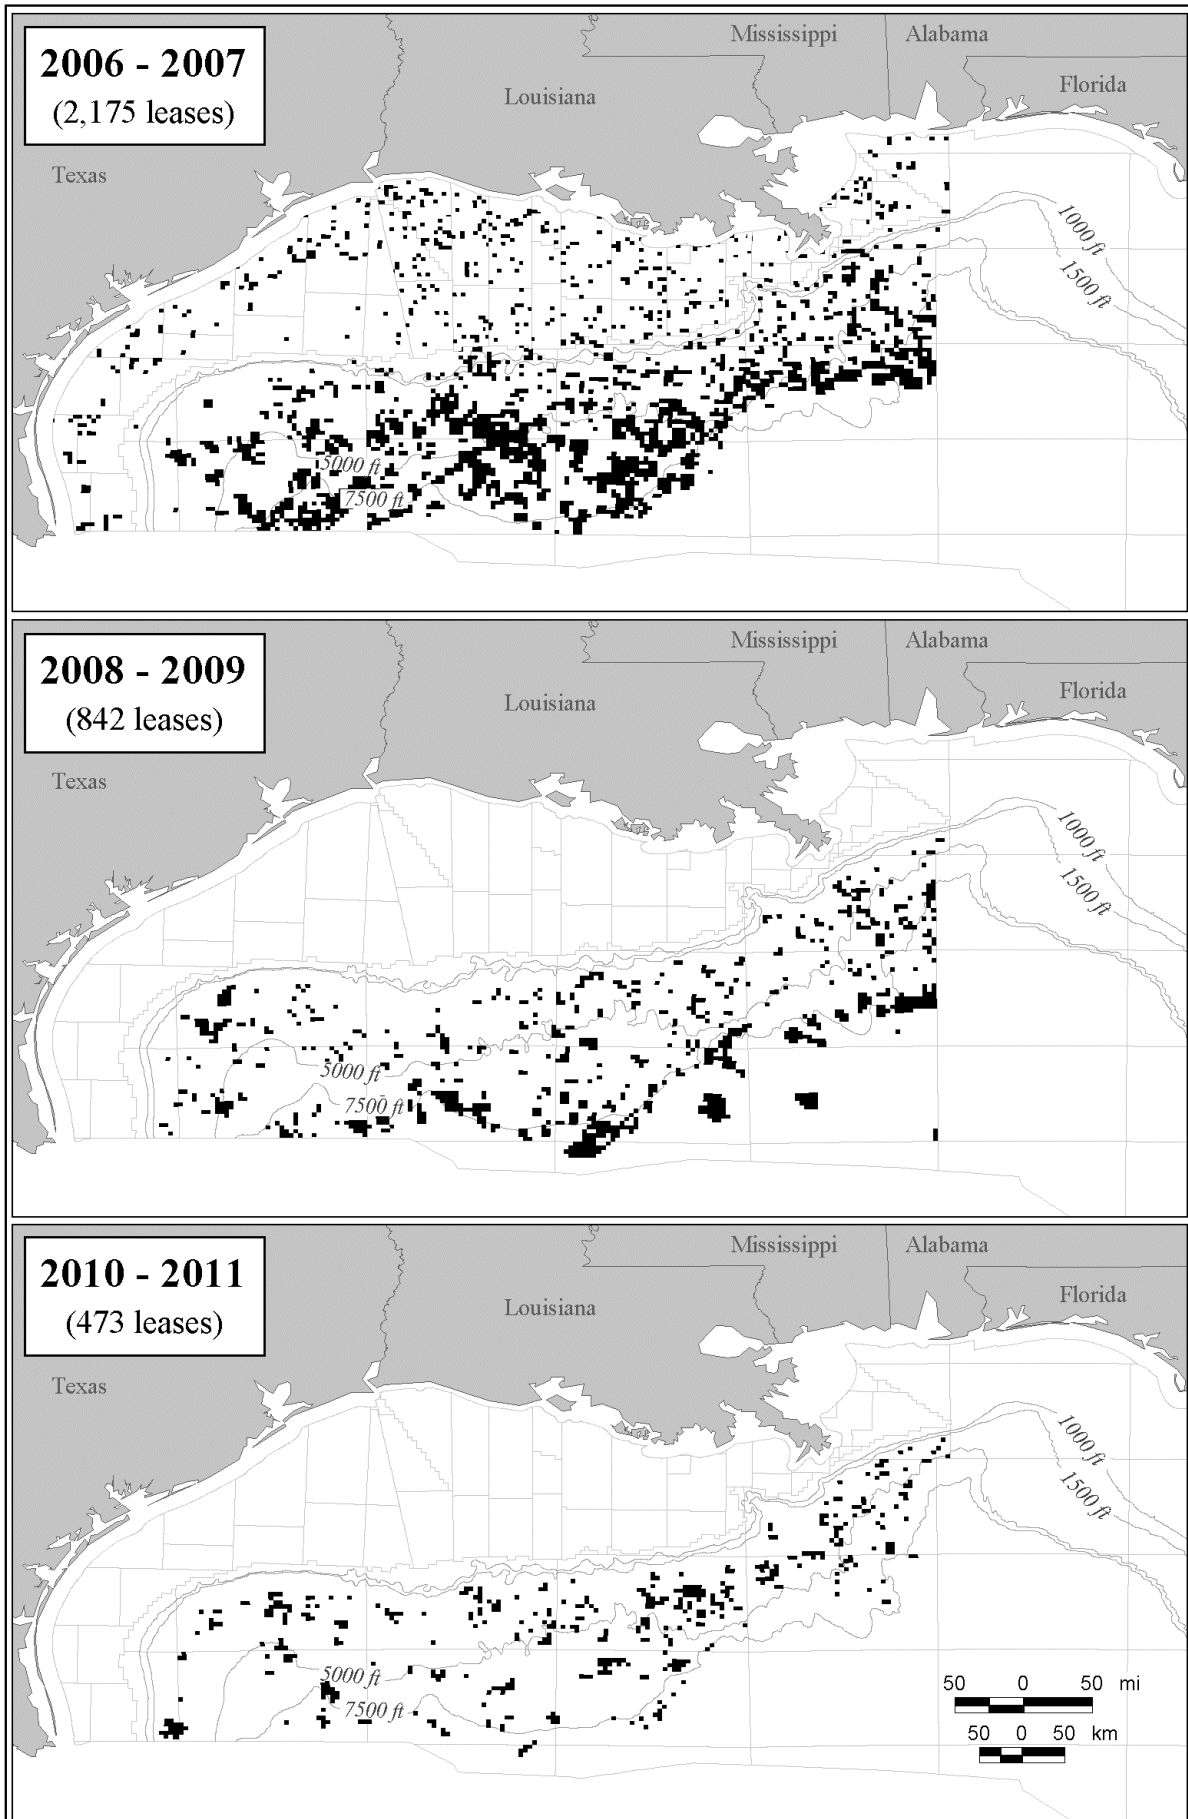 2006 - 2007
(2,175 leases)
Mississippi
Alabama
Louisiana
Florida
Texas
1000 ft
1500 ft
5000 ft
7500 ft
2008 - 2009
(842 leases)
Mississippi
Alabama
Louisiana
Florida
Texas
1000 ft
1500 ft
5000 ft
7500 ft
2010 - 2011
(473 leases)
Mississippi
Alabama
Louisiana
Florida
Texas
1000 ft
1500 ft
5000 ft
7500 ft
50 0 50 mi
50 0 50 km